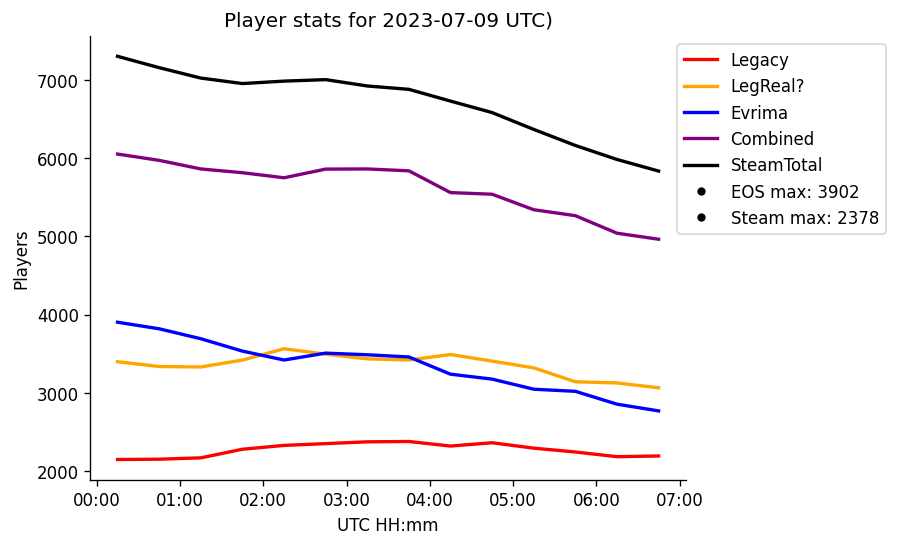 Player stats for 2023-07-09 UTC)
Legacy
LegReal?
Evrima
Combined
SteamTotal
EOS max: 3902
Steam max: 2378
Players
7000
6000
5000
4000
3000
2000
00:00 01:00 02:00 03:00 04:00 05:00 06:00 07:00
UTC HH:mm